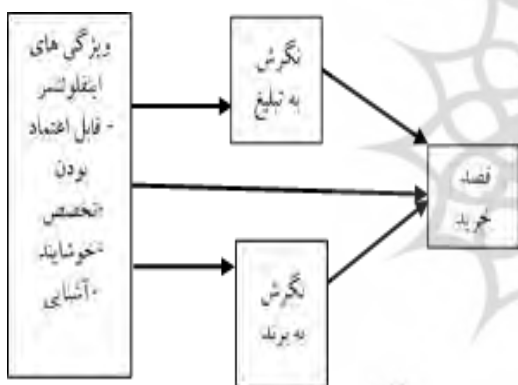 ویژگی های
اینفلوئنسر
- قابل اعتماد
بودن
-تخصص
-خوشایند
-آشنایی
نگرش
به تبلیغ
نگرش
به برند
قصد
خرید